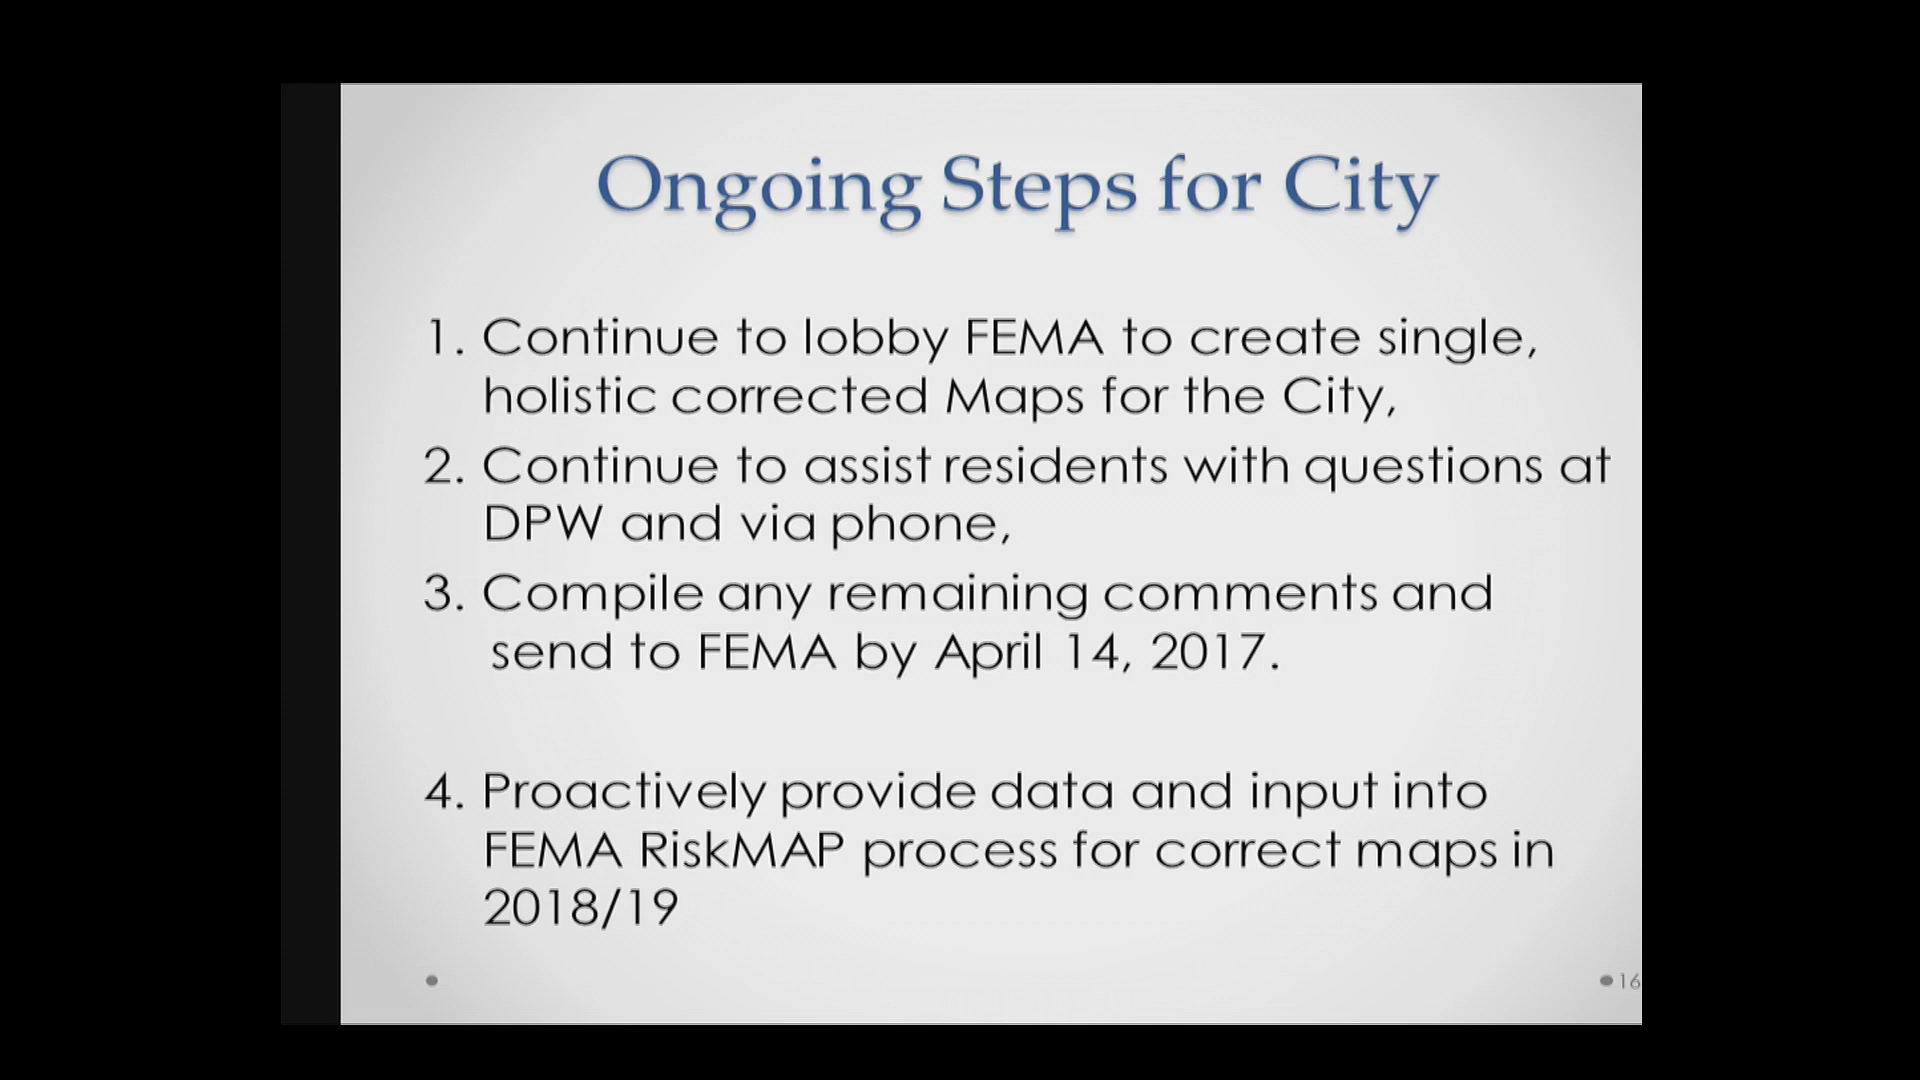 Ongoing Steps for City
1. Continue to lobby FEMA to create single,
holistic corrected Maps for the City,
2. Continue to assist residents with questions at
DPW and via phone,
3. Compile any remaining comments and
send to FEMA by April 14, 2017.
4. Proactively provide data and input into
FEMA RiskMAP process for correct maps in
2018/19
16